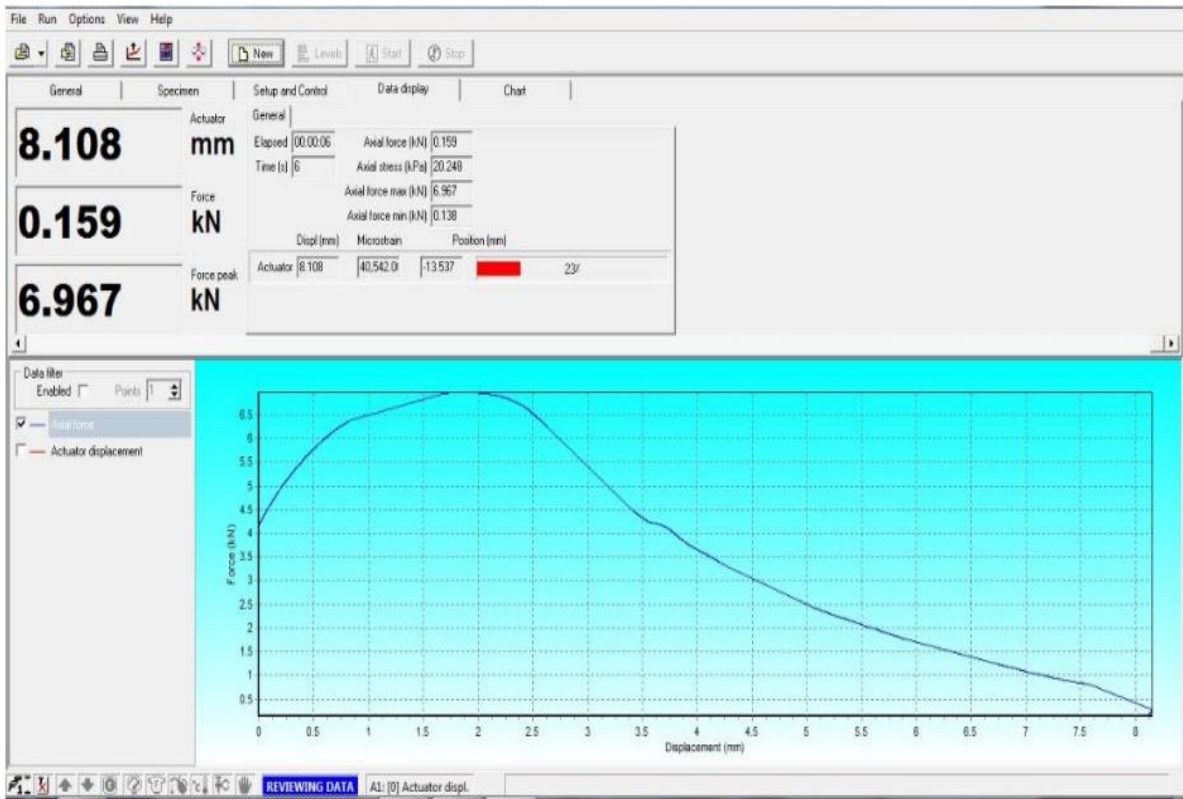 File Run Options View Help
New Levels Start Stop
General Specimen Setup and Control Data display Chart
8.108 Actuator mm
0.159 Force kN
6.967 Force peak kN
General
Elapsed 00:00:06 Axial force (kN) 0.159
Time (s) 6 Axial stress (kPa) 20.248
Axial force max (kN) 6.967
Axial force min (kN) 0.138
Displ (mm) Microstrain Position (mm)
Actuator 8.108 40,542.0 -13.537
Data filter
Enabled Points 1
Axial force
Actuator displacement
Force (kN)
6.5
6
5.5
5
4.5
4
3.5
3
2.5
2
1.5
1
0.5
0 0.5 1 1.5 2 2.5 3 3.5 4 4.5 5 5.5 6 6.5 7 7.5 8
Displacement (mm)
REVIEWING DATA A1: [0] Actuator displ.